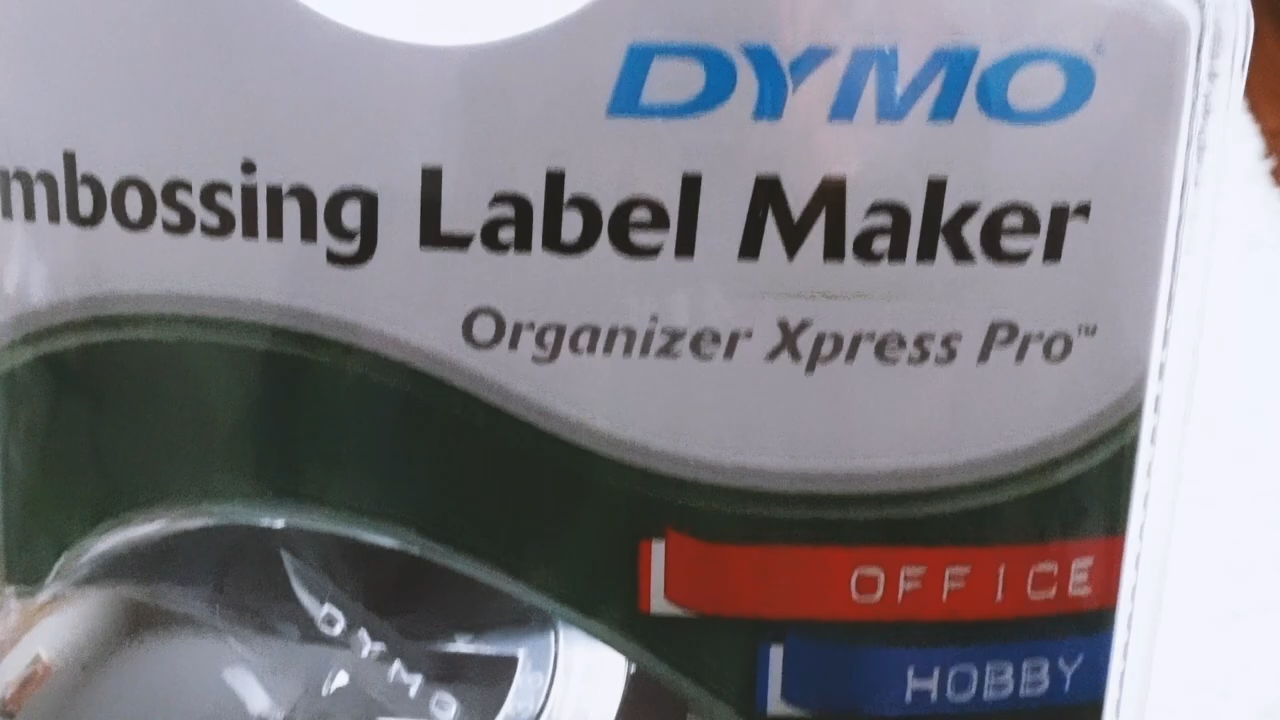 DYMO
mbossing Label Maker
Organizer Xpress Pro™
OFFICE
HOBBY
DYMO